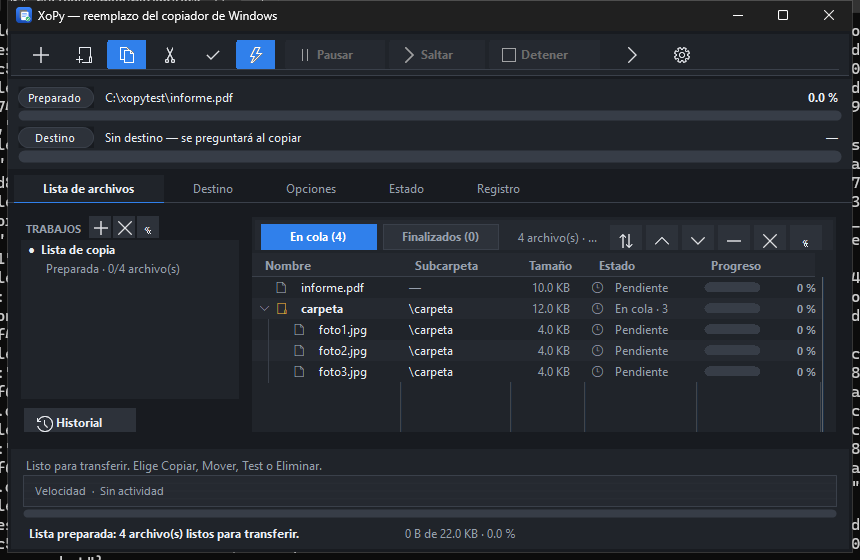 XoPy — reemplazo del copiador de Windows
Pausar Saltar Detener
Preparado C:\xopytest\informe.pdf 0.0 %
Destino Sin destino — se preguntará al copiar —
Lista de archivos Destino Opciones Estado Registro
TRABAJOS
Lista de copia
Preparada · 0/4 archivo(s)
Historial
En cola (4) Finalizados (0) 4 archivo(s) · ...
Nombre Subcarpeta Tamaño Estado Progreso
informe.pdf — 10.0 KB Pendiente 0 %
carpeta \carpeta 12.0 KB En cola · 3 0 %
foto1.jpg \carpeta 4.0 KB Pendiente 0 %
foto2.jpg \carpeta 4.0 KB Pendiente 0 %
foto3.jpg \carpeta 4.0 KB Pendiente 0 %
Listo para transferir. Elige Copiar, Mover, Test o Eliminar.
Velocidad · Sin actividad
Lista preparada: 4 archivo(s) listos para transferir. 0 B de 22.0 KB · 0.0 %